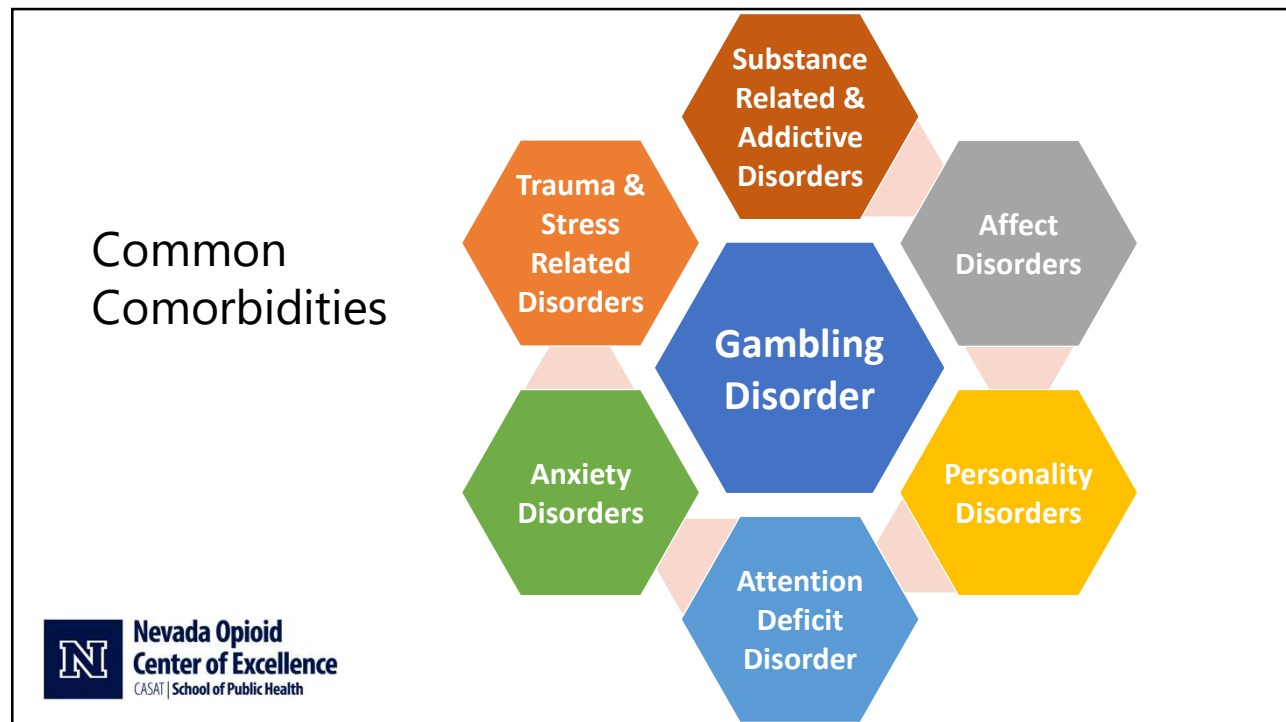 Common
Comorbidities
Substance
Related &
Addictive
Disorders
Affect
Disorders
Personality
Disorders
Attention
Deficit
Disorder
Anxiety
Disorders
Trauma &
Stress
Related
Disorders
Gambling
Disorder
N
Nevada Opioid
Center of Excellence
CASAT | School of Public Health